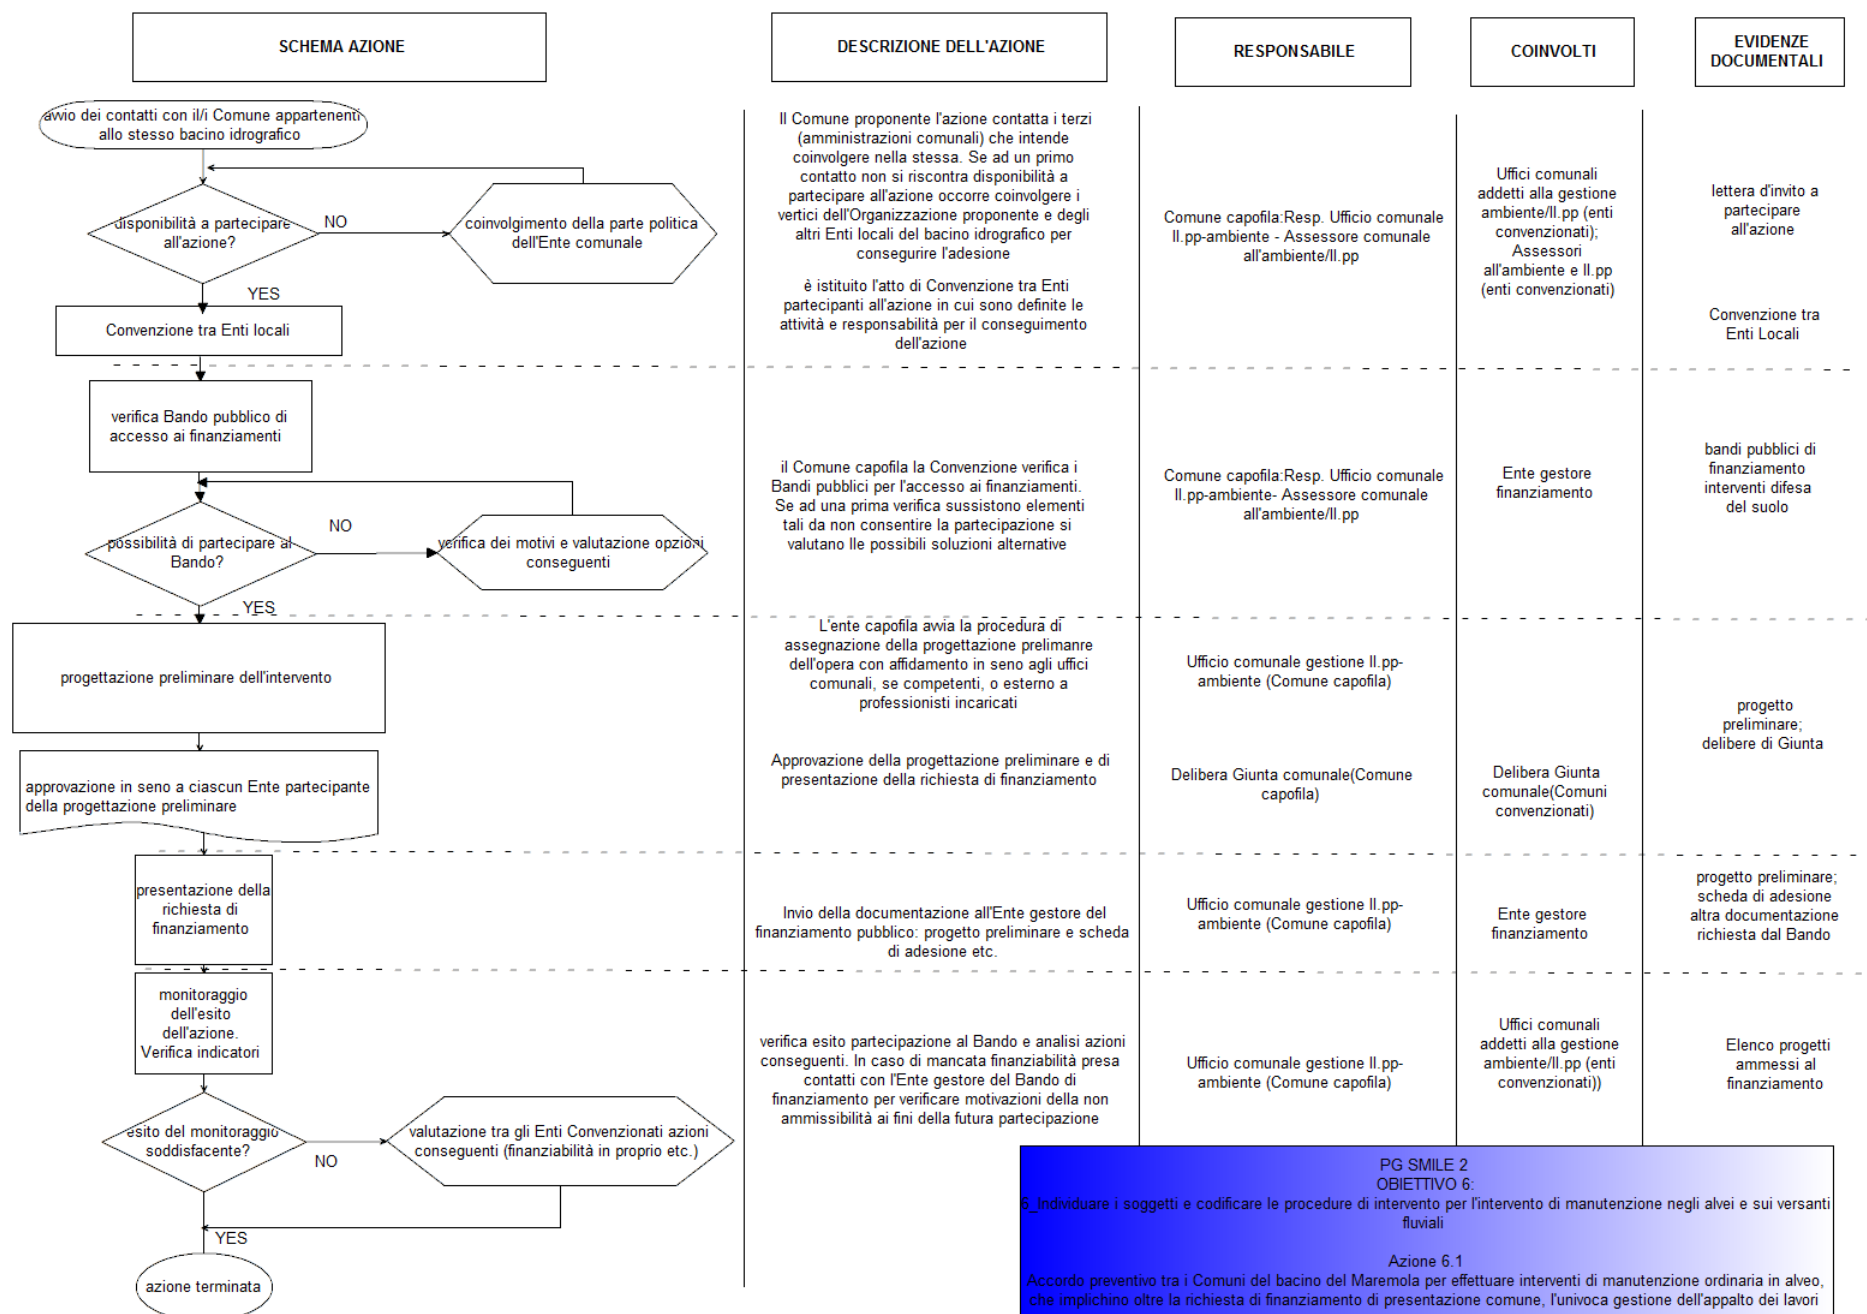 SCHEMA AZIONE
DESCRIZIONE DELL'AZIONE
RESPONSABILE
COINVOLTI
EVIDENZE
DOCUMENTALI
avvio dei contatti con il/i Comune appartenenti
allo stesso bacino idrografico
disponibilità a partecipare
all'azione?
NO
coinvolgimento della parte politica
dell'Ente comunale
YES
Convenzione tra Enti locali
Il Comune proponente l'azione contatta i terzi
(amministrazioni comunali) che intende
coinvolgere nella stessa. Se ad un primo
contatto non si riscontra disponibilità a
partecipare all'azione occorre coinvolgere i
vertici dell'Organizzazione proponente e degli
altri Enti locali del bacino idrografico per
consegurire l'adesione
è istituito l'atto di Convenzione tra Enti
partecipanti all'azione in cui sono definite le
attività e responsabilità per il conseguimento
dell'azione
Comune capofila:Resp. Ufficio comunale
ll.pp-ambiente - Assessore comunale
all'ambiente/ll.pp
Uffici comunali
addetti alla gestione
ambiente/ll.pp (enti
convenzionati);
Assessori
all'ambiente e ll.pp
(enti convenzionati)
lettera d'invito a
partecipare
all'azione
Convenzione tra
Enti Locali
verifica Bando pubblico di
accesso ai finanziamenti
possibilità di partecipare al
Bando?
NO
verifica dei motivi e valutazione opzioni
conseguenti
YES
il Comune capofila la Convenzione verifica i
Bandi pubblici per l'accesso ai finanziamenti.
Se ad una prima verifica sussistono elementi
tali da non consentire la partecipazione si
valutano lle possibili soluzioni alternative
Comune capofila:Resp. Ufficio comunale
ll.pp-ambiente- Assessore comunale
all'ambiente/ll.pp
Ente gestore
finanziamento
bandi pubblici di
finanziamento
interventi difesa
del suolo
progettazione preliminare dell'intervento
L'ente capofila avvia la procedura di
assegnazione della progettazione prelimanre
dell'opera con affidamento in seno agli uffici
comunali, se competenti, o esterno a
professionisti incaricati
Ufficio comunale gestione ll.pp-
ambiente (Comune capofila)
progetto
preliminare;
delibere di Giunta
approvazione in seno a ciascun Ente partecipante
della progettazione preliminare
Approvazione della progettazione preliminare e di
presentazione della richiesta di finanziamento
Delibera Giunta comunale(Comune
capofila)
Delibera Giunta
comunale(Comuni
convenzionati)
presentazione della
richiesta di
finanziamento
Invio della documentazione all'Ente gestore del
finanziamento pubblico: progetto preliminare e scheda
di adesione etc.
Ufficio comunale gestione ll.pp-
ambiente (Comune capofila)
Ente gestore
finanziamento
progetto preliminare;
scheda di adesione
altra documentazione
richiesta dal Bando
monitoraggio
dell'esito
dell'azione.
Verifica indicatori
verifica esito partecipazione al Bando e analisi azioni
conseguenti. In caso di mancata finanziabilità presa
contatti con l'Ente gestore del Bando di
finanziamento per verificare motivazioni della non
ammissibilità ai fini della futura partecipazione
Ufficio comunale gestione ll.pp-
ambiente (Comune capofila)
Uffici comunali
addetti alla gestione
ambiente/ll.pp (enti
convenzionati))
Elenco progetti
ammessi al
finanziamento
esito del monitoraggio
soddisfacente?
NO
valutazione tra gli Enti Convenzionati azioni
conseguenti (finanziabilità in proprio etc.)
YES
azione terminata
PG SMILE 2
OBIETTIVO 6:
6_Individuare i soggetti e codificare le procedure di intervento per l'intervento di manutenzione negli alvei e sui versanti
fluviali
Azione 6.1
Accordo preventivo tra i Comuni del bacino del Maremola per effettuare interventi di manutenzione ordinaria in alveo,
che implichino oltre la richiesta di finanziamento di presentazione comune, l'univoca gestione dell'appalto dei lavori